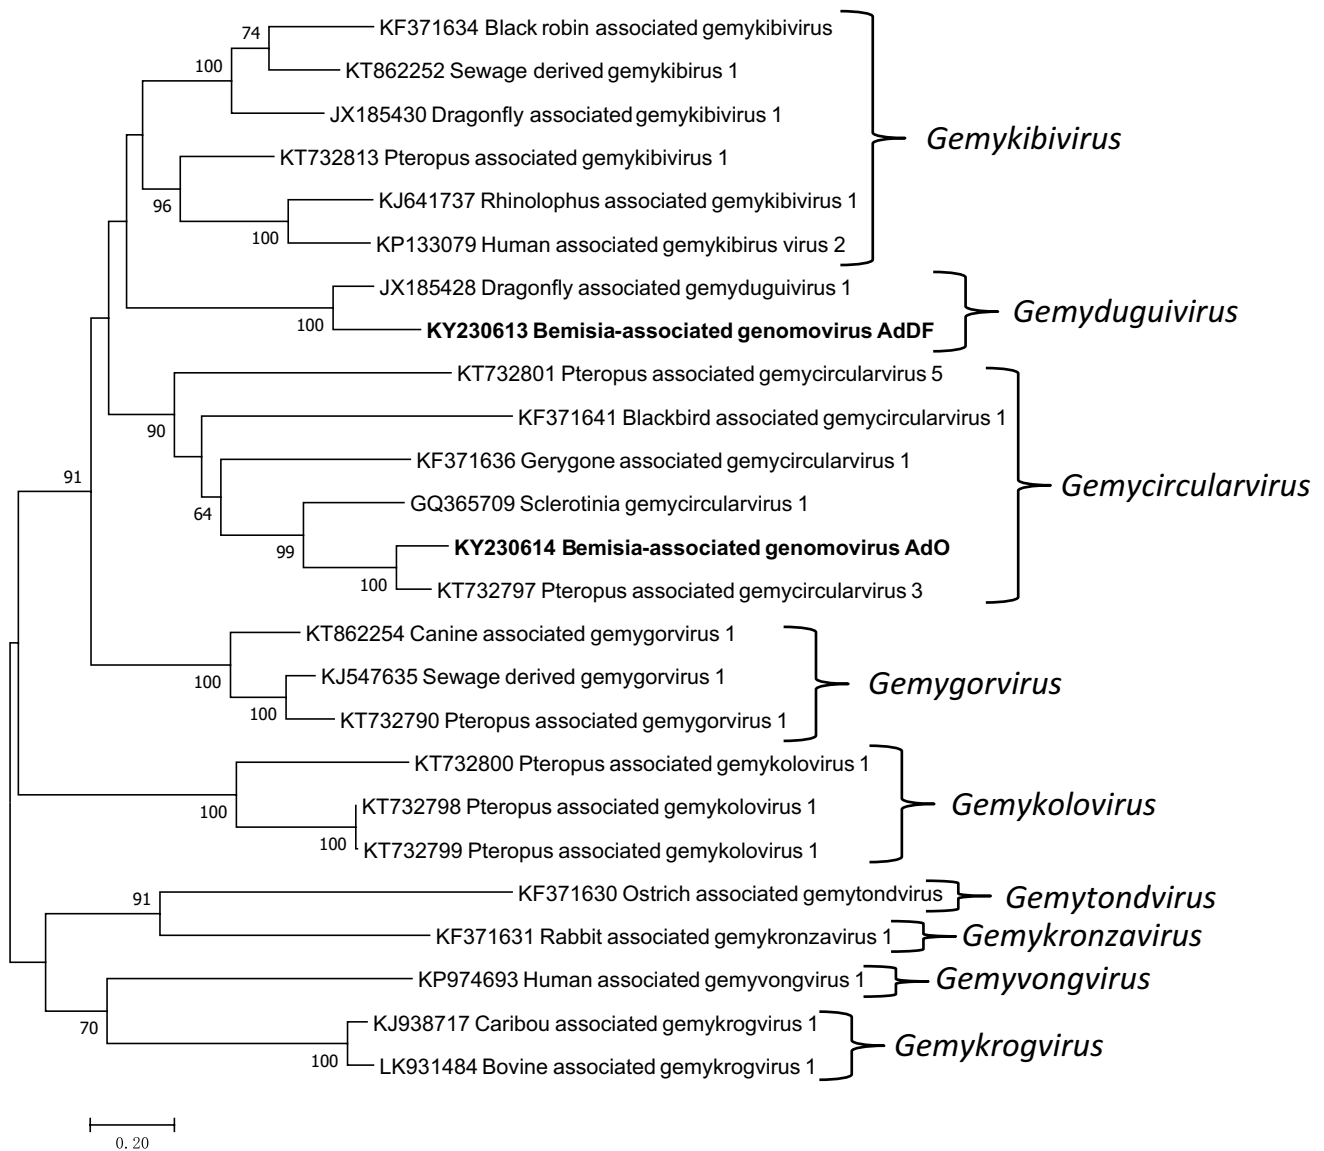 74
KF371634 Black robin associated gemykibivirus
100
KT862252 Sewage derived gemykibirus 1
JX185430 Dragonfly associated gemykibivirus 1
Gemykibivirus
KT732813 Pteropus associated gemykibivirus 1
96
KJ641737 Rhinolophus associated gemykibivirus 1
100
KP133079 Human associated gemykibirus virus 2
JX185428 Dragonfly associated gemyduguivirus 1
Gemyduguivirus
100
KY230613 Bemisia-associated genomovirus AdDF
KT732801 Pteropus associated gemycircularvirus 5
90
KF371641 Blackbird associated gemycircularvirus 1
KF371636 Gerygone associated gemycircularvirus 1
91
Gemycircularvirus
64
GQ365709 Sclerotinia gemycircularvirus 1
99
KY230614 Bemisia-associated genomovirus AdO
100
KT732797 Pteropus associated gemycircularvirus 3
KT862254 Canine associated gemygorvirus 1
100
KJ547635 Sewage derived gemygorvirus 1
Gemygorvirus
100
KT732790 Pteropus associated gemygorvirus 1
KT732800 Pteropus associated gemykolovirus 1
100
KT732798 Pteropus associated gemykolovirus 1
Gemykolovirus
100
KT732799 Pteropus associated gemykolovirus 1
91
KF371630 Ostrich associated gemytondvirus
Gemytondvirus
KF371631 Rabbit associated gemykronzavirus 1
Gemykronzavirus
KP974693 Human associated gemyvongvirus 1
Gemyvongvirus
70
KJ938717 Caribou associated gemykrogvirus 1
Gemykrogvirus
100
LK931484 Bovine associated gemykrogvirus 1
0.20